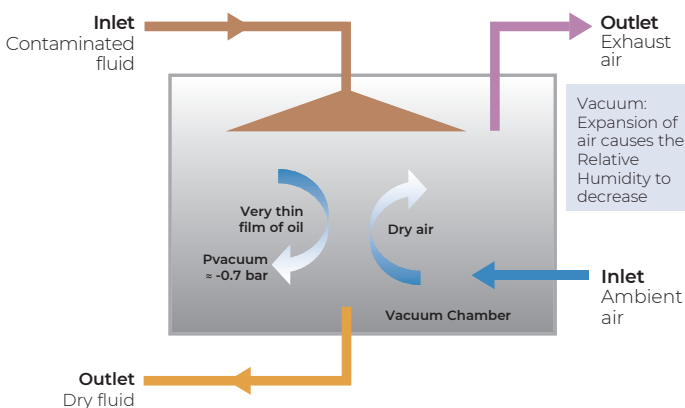 Inlet
Contaminated
fluid
Outlet
Exhaust
air
Vacuum:
Expansion of
air causes the
Relative
Humidity to
decrease
Very thin
film of oil
Dry air
Pvacuum
≈ -0.7 bar
Inlet
Ambient
air
Vacuum Chamber
Outlet
Dry fluid